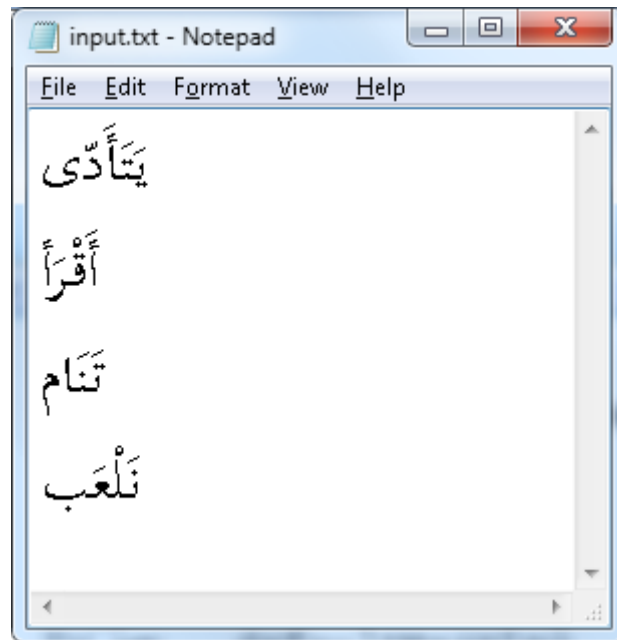 input.txt - Notepad
File Edit Format View Help
يَتَأَدّى
أَقْرَأ
تَنَام
نَلْعَب